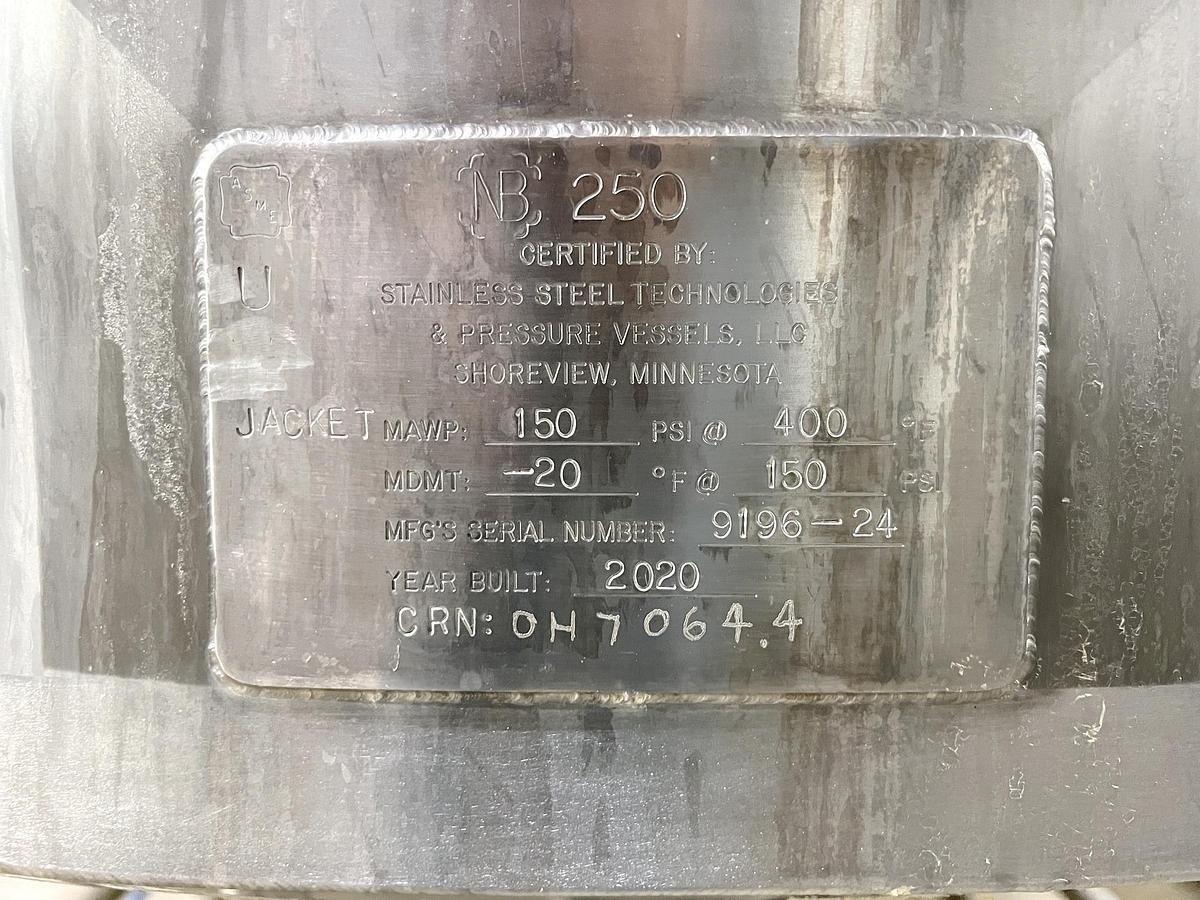 ASME
NB 250
U
CERTIFIED BY:
STAINLESS STEEL TECHNOLOGIES
& PRESSURE VESSELS, LLC
SHOREVIEW, MINNESOTA
JACKET MAWP: 150 PSI @ 400 °F
MDMT: -20 °F @ 150 PSI
MFG'S SERIAL NUMBER: 9196-24
YEAR BUILT: 2020
CRN: OH7064.4